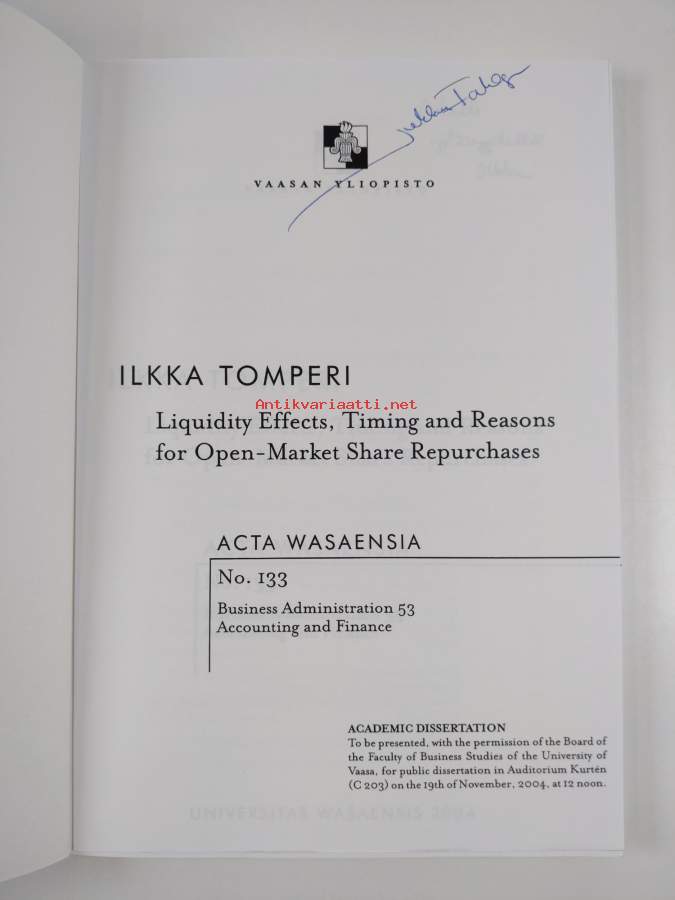 VAASAN YLIOPISTO
ILKKA TOMPERI
Antikvariaatti.net
Liquidity Effects, Timing and Reasons
for Open-Market Share Repurchases
ACTA WASAENSIA
No. 133
Business Administration 53
Accounting and Finance
ACADEMIC DISSERTATION
To be presented, with the permission of the Board of
the Faculty of Business Studies of the University of
Vaasa, for public dissertation in Auditorium Kurtén
(C 203) on the 19th of November, 2004, at 12 noon.
UNIVERSITAS WASAENSIS 2004